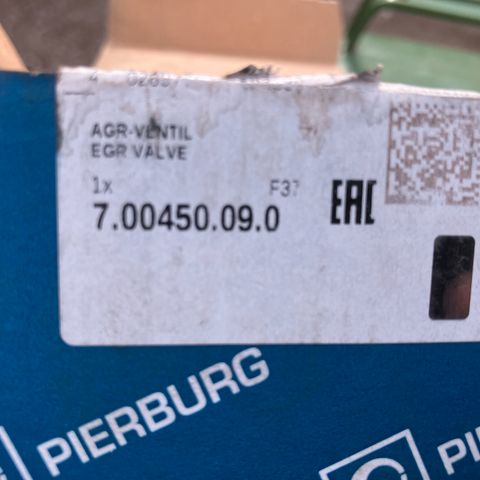 AGR-VENTIL
EGR VALVE
1x F37
7.00450.09.0
EAC
PIERBURG